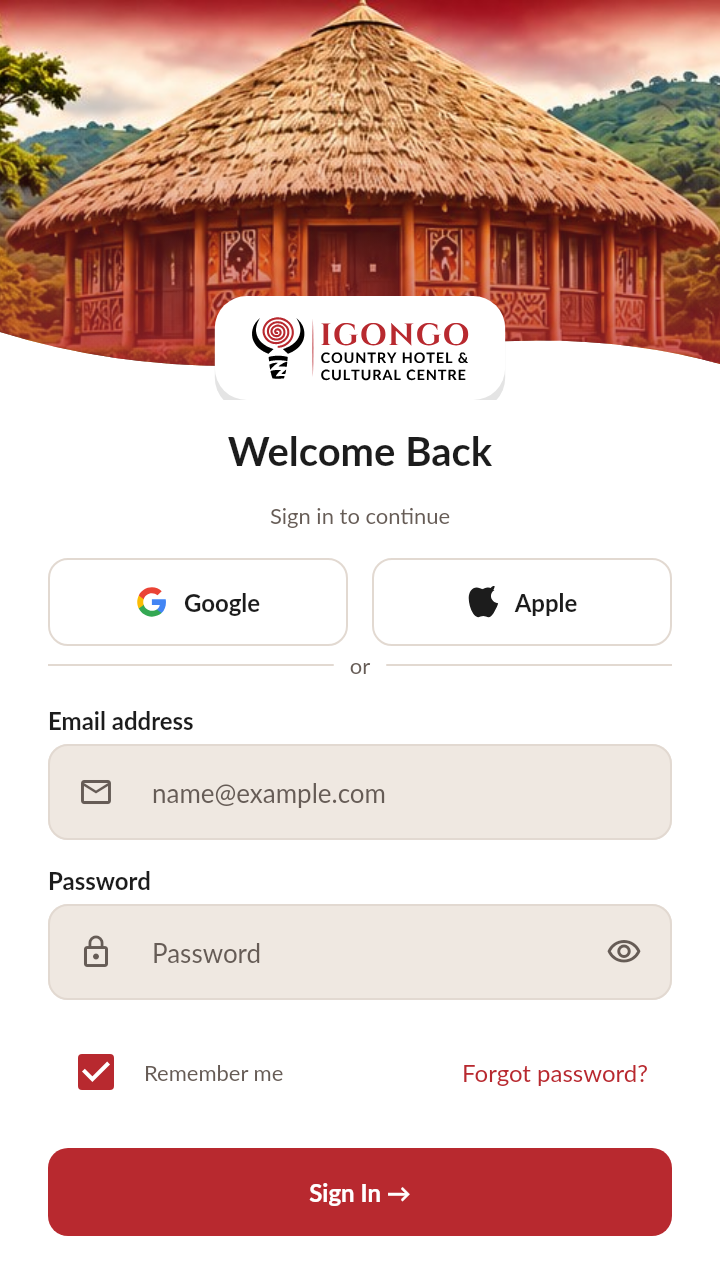 IGONGO
COUNTRY HOTEL &
CULTURAL CENTRE
Welcome Back
Sign in to continue
Google
Apple
or
Email address
name@example.com
Password
Password
Remember me
Forgot password?
Sign In →